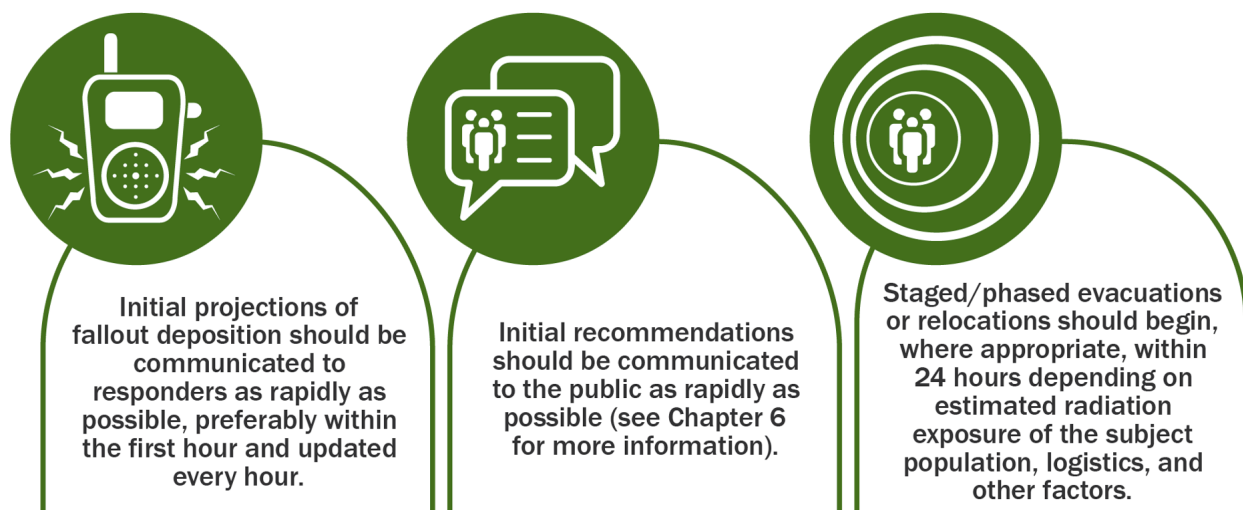 Initial projections of
fallout deposition should be
communicated to
responders as rapidly as
possible, preferably within
the first hour and updated
every hour.
Initial recommendations
should be communicated
to the public as rapidly as
possible (see Chapter 6
for more information).
Staged/phased evacuations
or relocations should begin,
where appropriate, within
24 hours depending on
estimated radiation
exposure of the subject
population, logistics, and
other factors.